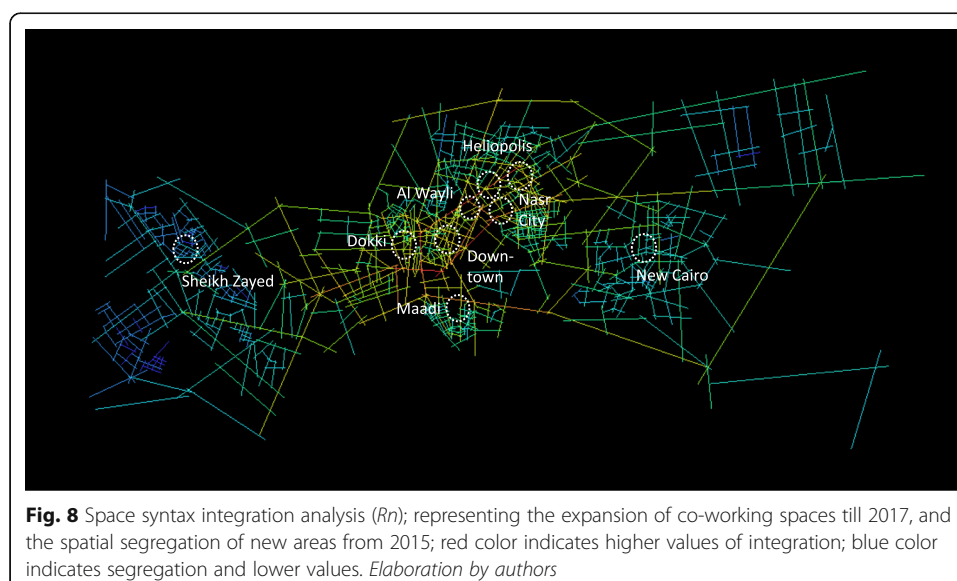 Heliopolis
Al Wayli
Nasr
City
Dokki
Down-
town
Sheikh Zayed
New Cairo
Maadi
Fig. 8 Space syntax integration analysis (Rn); representing the expansion of co-working spaces till 2017, and
the spatial segregation of new areas from 2015; red color indicates higher values of integration; blue color
indicates segregation and lower values. Elaboration by authors